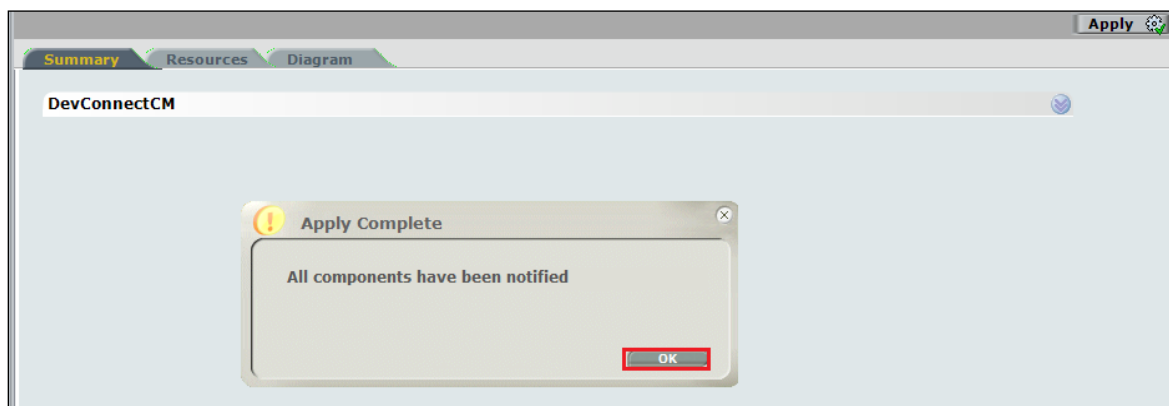 Apply
Summary Resources Diagram
DevConnectCM
Apply Complete
All components have been notified
OK